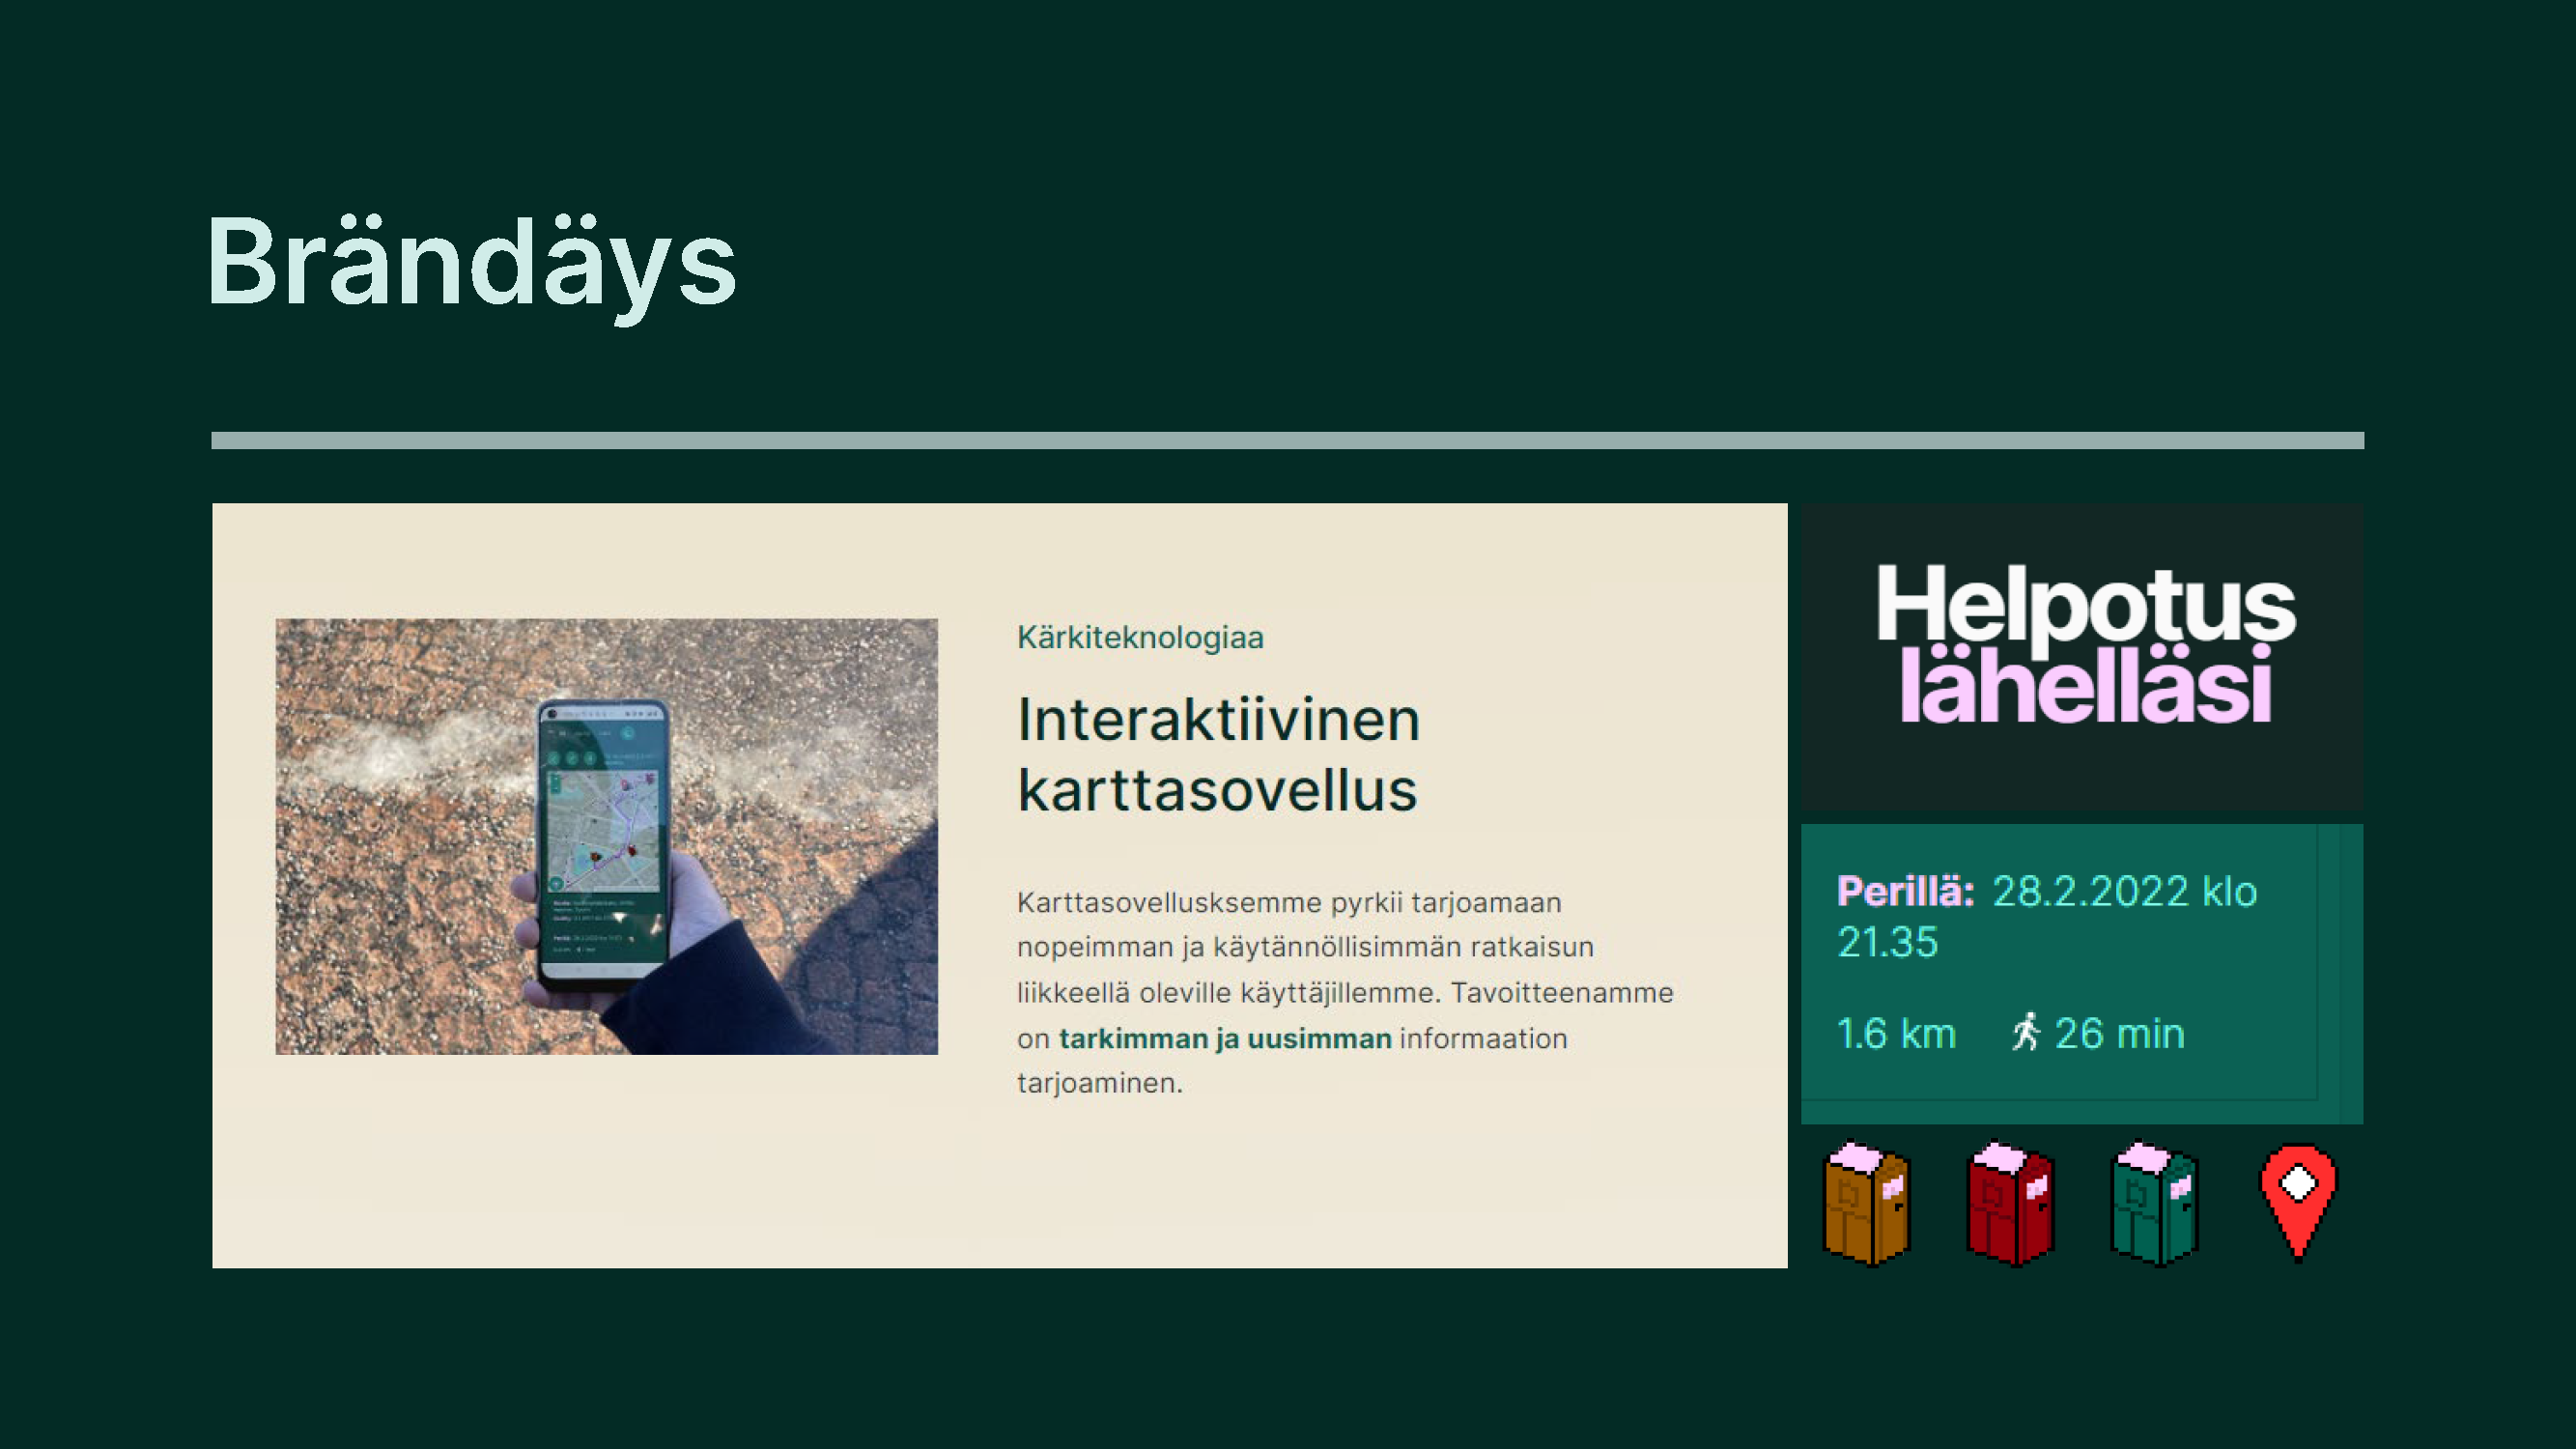 Brändäys
Kärkiteknologiaa
Interaktiivinen
karttasovellus
Karttasovellusksemme pyrkii tarjoamaan
nopeimman ja käytännöllisimmän ratkaisun
liikkeellä oleville käyttäjillemme. Tavoitteenamme
on tarkimman ja uusimman informaation
tarjoaminen.
Helpotus
lähelläsi
Perillä: 28.2.2022 klo
21.35
1.6 km 26 min